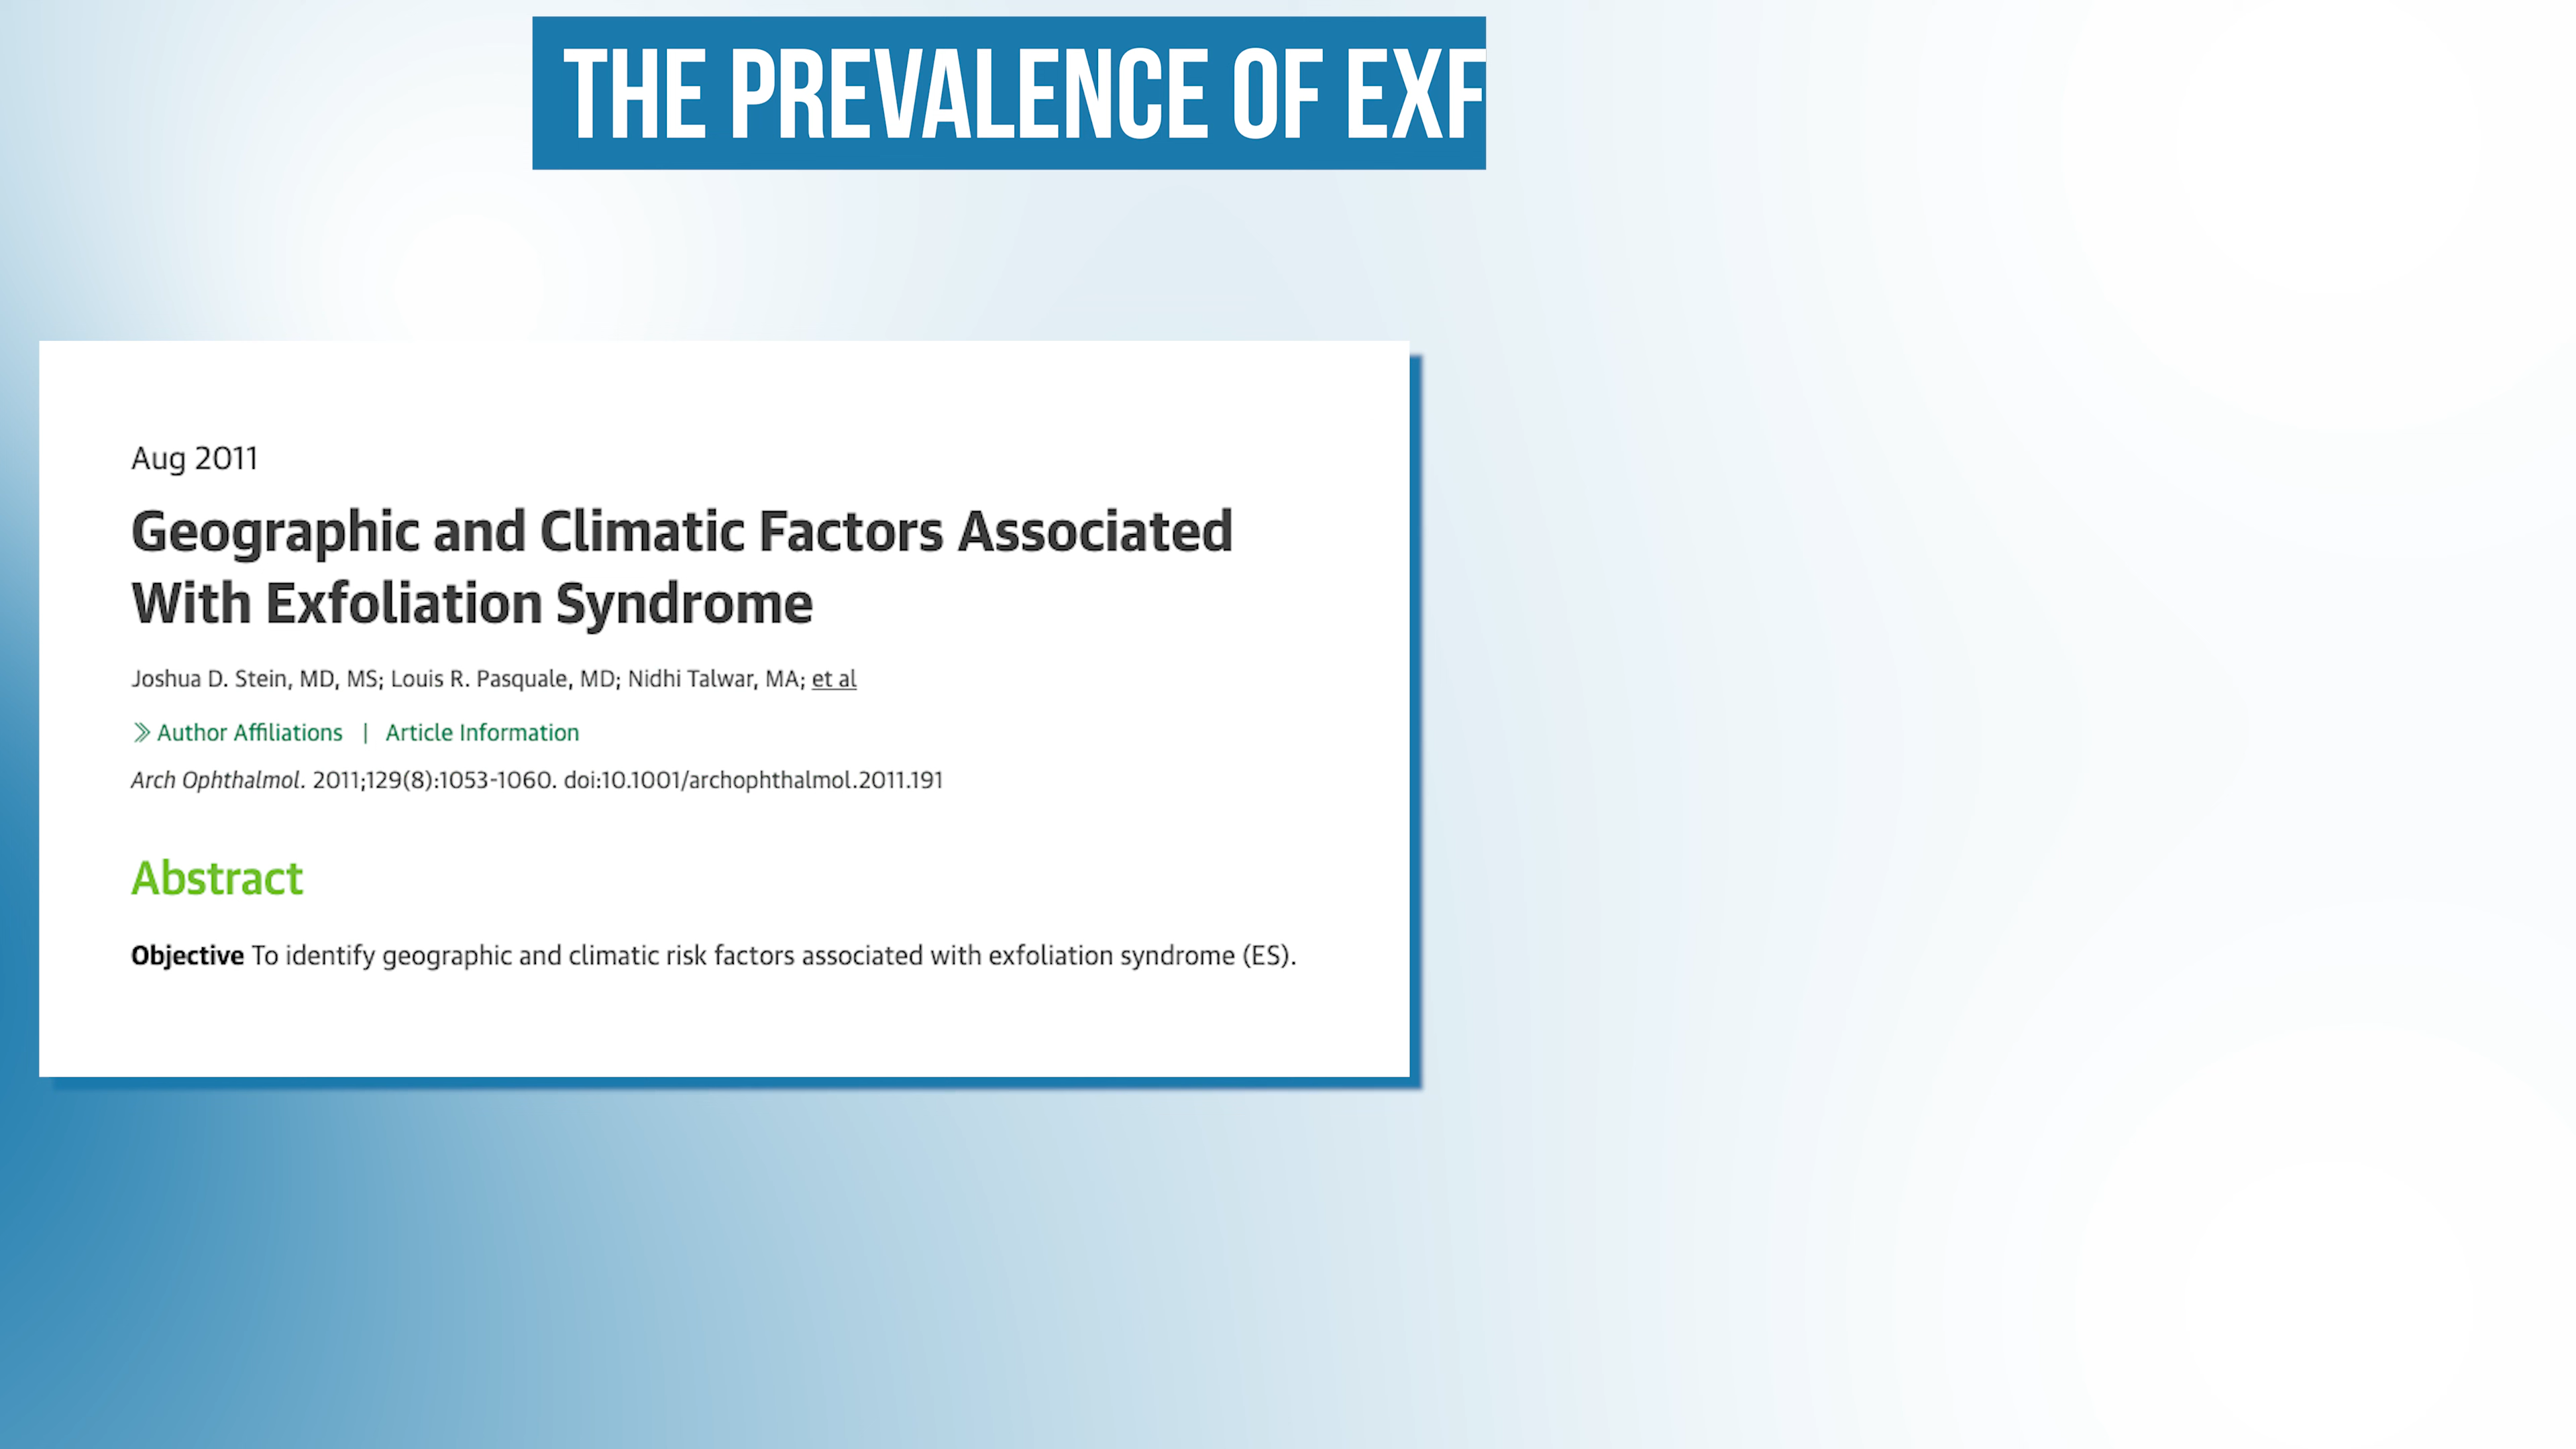 THE PREVALENCE OF EXF
Aug 2011
Geographic and Climatic Factors Associated
With Exfoliation Syndrome
Joshua D. Stein, MD, MS; Louis R. Pasquale, MD; Nidhi Talwar, MA; et al
Author Affiliations | Article Information
Arch Ophthalmol. 2011;129(8):1053-1060. doi:10.1001/archophthalmol.2011.191
Abstract
Objective To identify geographic and climatic risk factors associated with exfoliation syndrome (ES).